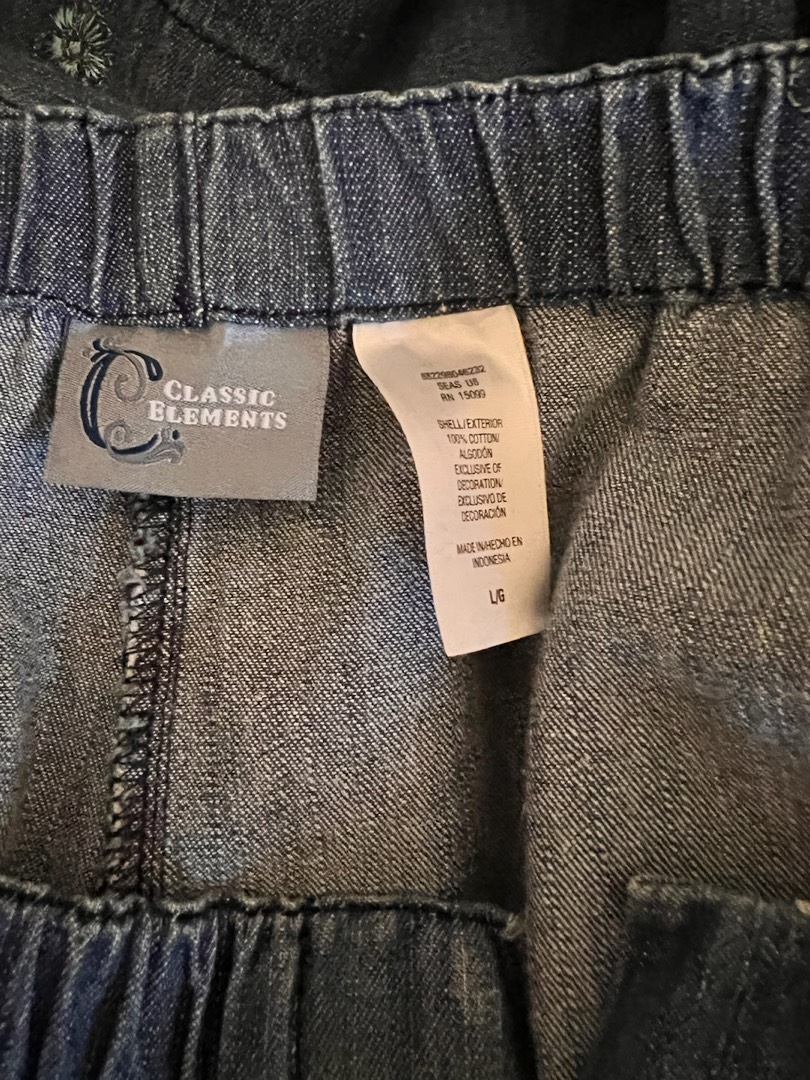 CLASSIC
ELEMENTS
SEAS U8
RN 15099
SHELL/EXTERIOR
100% COTTON/
ALGODÓN
EXCLUSIVE OF
DECORATION/
EXCLUSIVO DE
DECORACIÓN
MADE IN/HECHO EN
INDONESIA
L/G